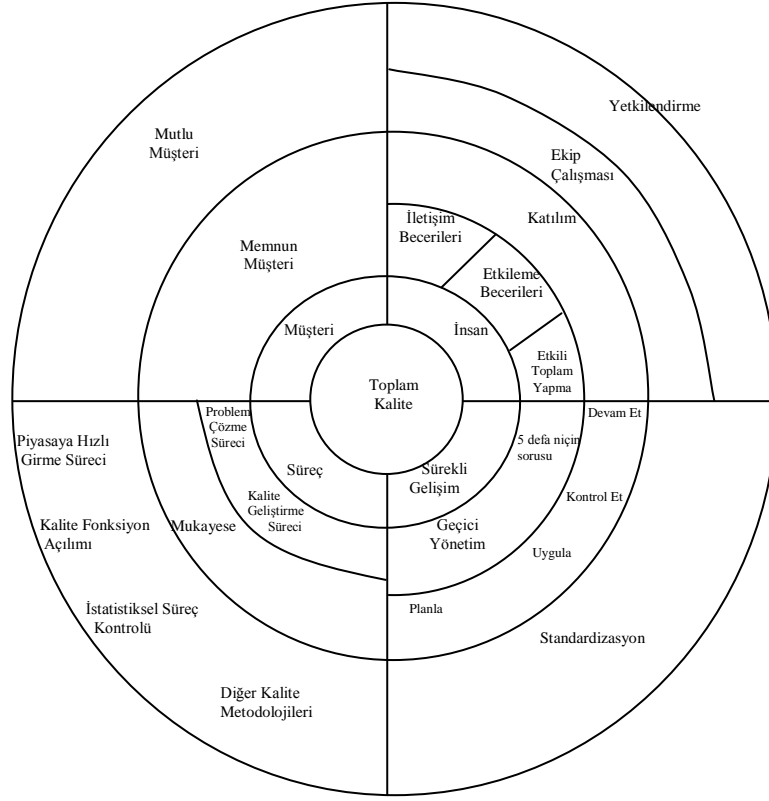 Yetkilendirme
Mutlu
Müşteri
Ekip
Çalışması
Katılım
İletişim
Becerileri
Memnun
Müşteri
Etkileme
Becerileri
Müşteri
İnsan
Etkili
Toplam
Yapma
Toplam
Kalite
Problem
Çözme
Süreci
Devam Et
Piyasaya Hızlı
Girme Süreci
5 defa niçin
sorusu
Süreç
Sürekli
Gelişim
Kalite
Geliştirme
Süreci
Kontrol Et
Kalite Fonksiyon
Açılımı
Mukayese
Geçici
Yönetim
Uygula
İstatistiksel Süreç
Kontrolü
Planla
Standardizasyon
Diğer Kalite
Metodolojileri